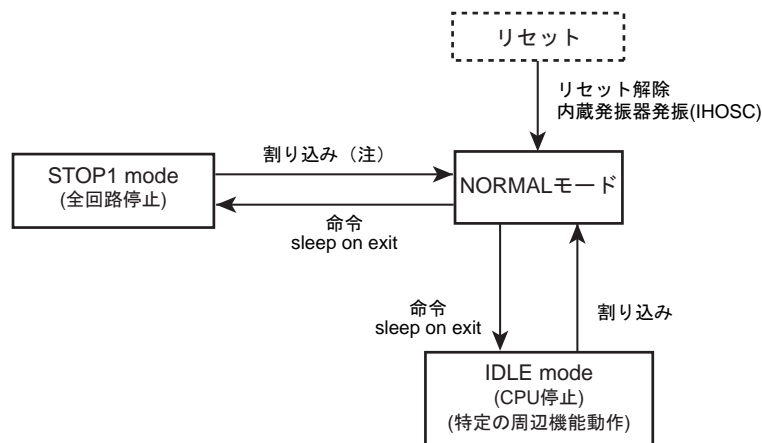 リセット
リセット解除
内蔵発振器発振(IHOSC)
割り込み（注）
STOP1 mode
(全回路停止)
NORMALモード
命令
sleep on exit
命令
sleep on exit
割り込み
IDLE mode
(CPU停止)
(特定の周辺機能動作)